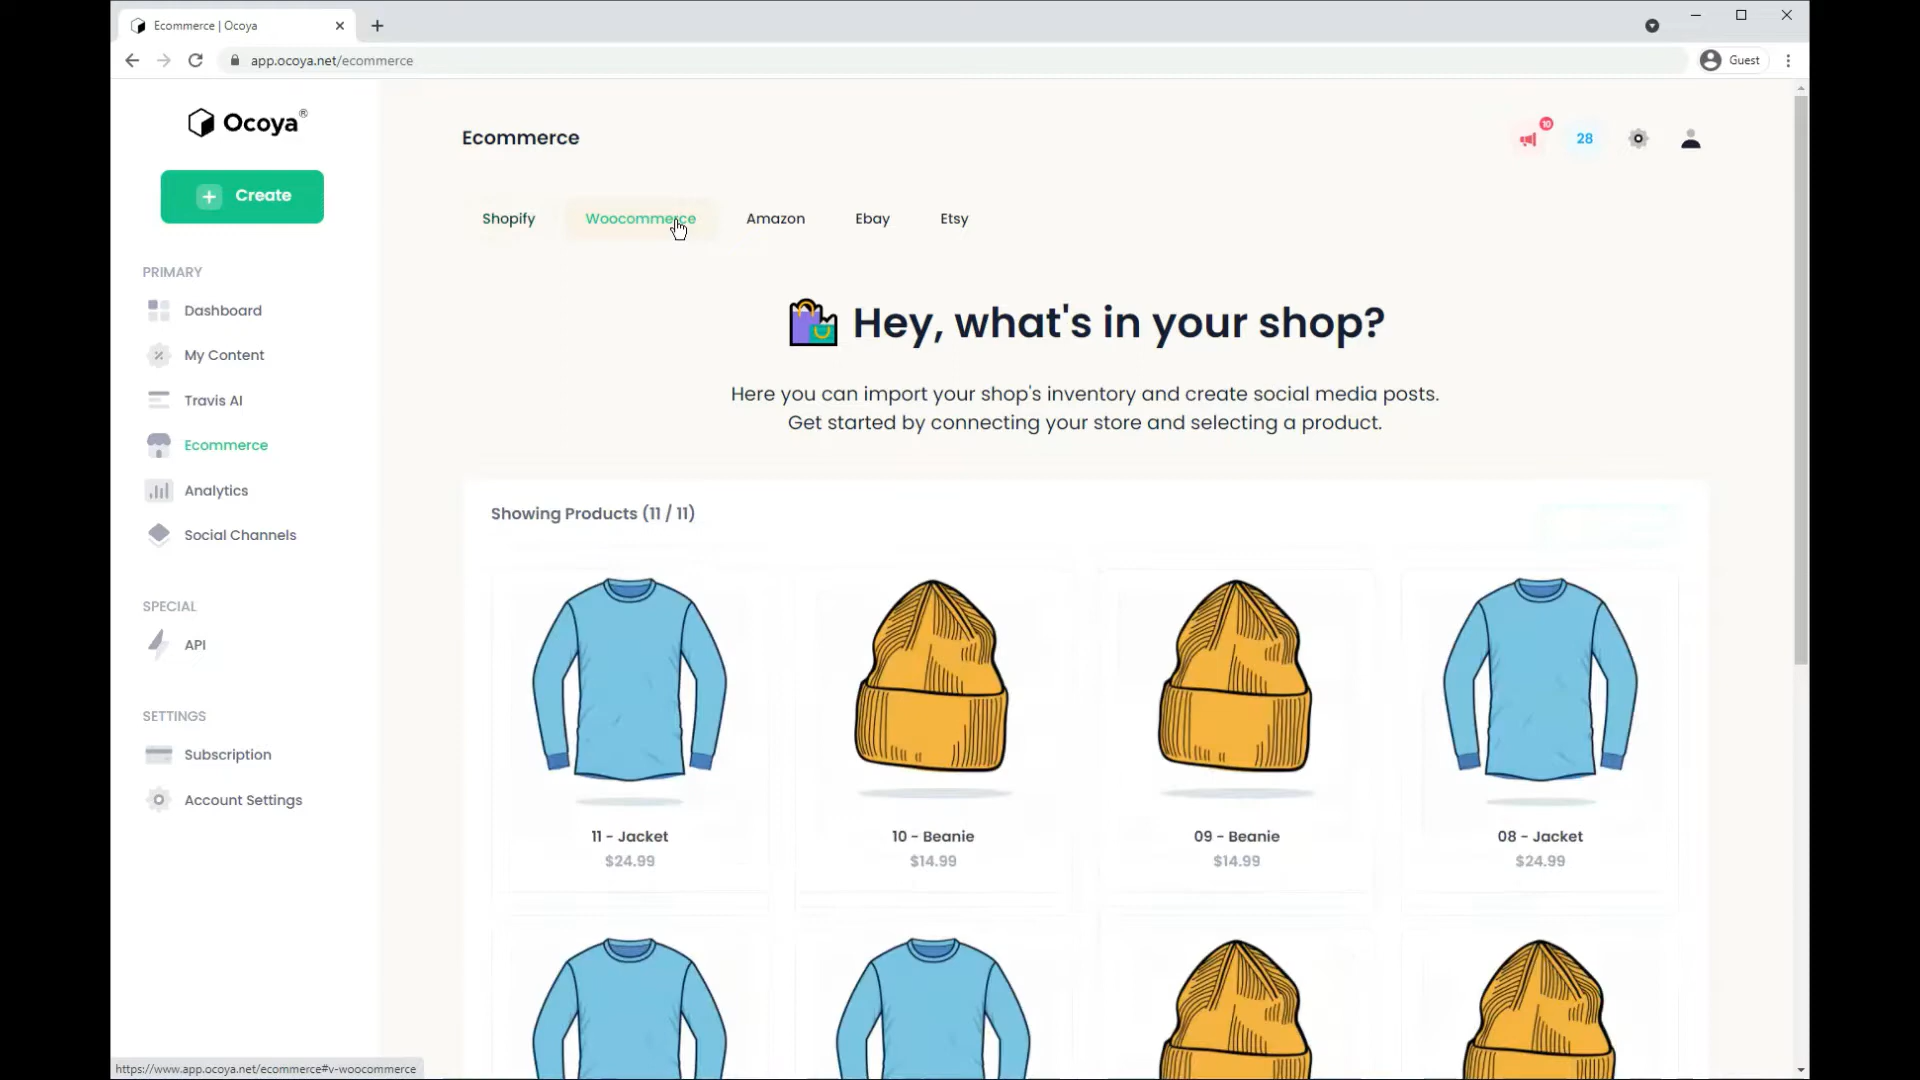 Ecommerce | Ocoya
app.ocoya.net/ecommerce
Guest
Ocoya®
Create
PRIMARY
Dashboard
My Content
Travis AI
Ecommerce
Analytics
Social Channels
SPECIAL
API
SETTINGS
Subscription
Account Settings
Ecommerce
10
28
Shopify
Woocommerce
Amazon
Ebay
Etsy
Hey, what's in your shop?
Here you can import your shop's inventory and create social media posts.
Get started by connecting your store and selecting a product.
Showing Products (11 / 11)
11 - Jacket
$24.99
10 - Beanie
$14.99
09 - Beanie
$14.99
08 - Jacket
$24.99
https://www.app.ocoya.net/ecommerce#v-woocommerce